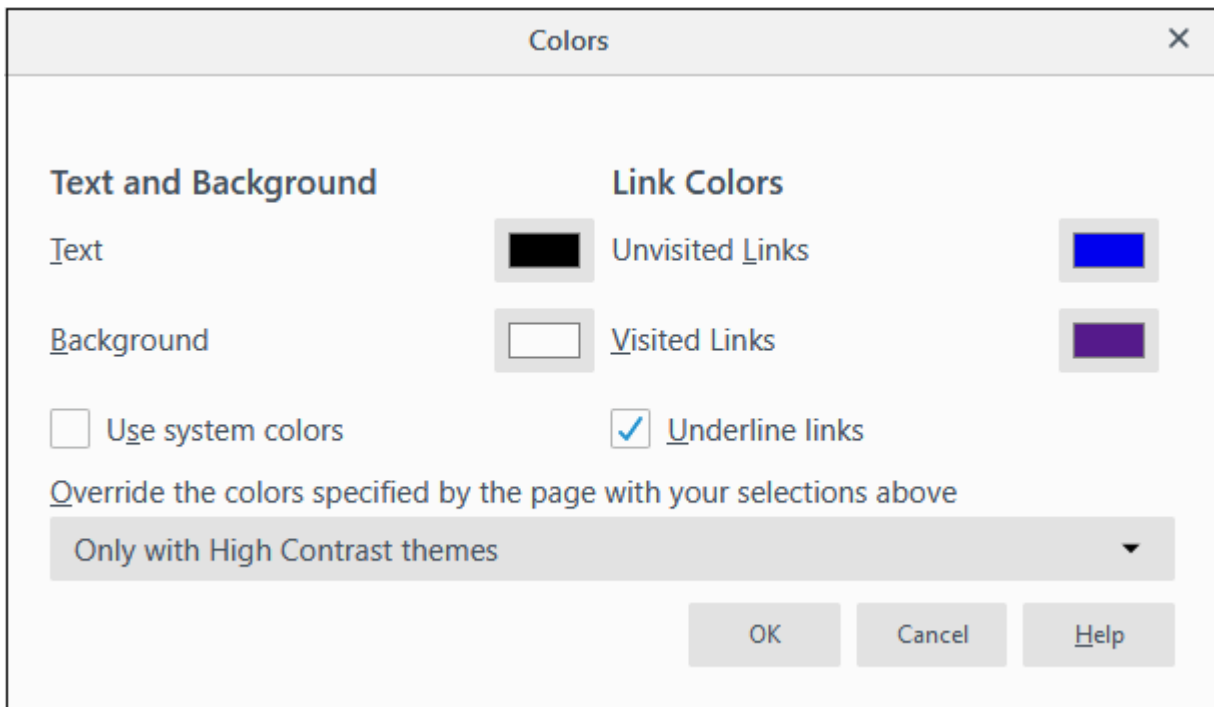 Colors
Text and Background
Link Colors
Text
Unvisited Links
Background
Visited Links
Use system colors
Underline links
Override the colors specified by the page with your selections above
Only with High Contrast themes
OK
Cancel
Help